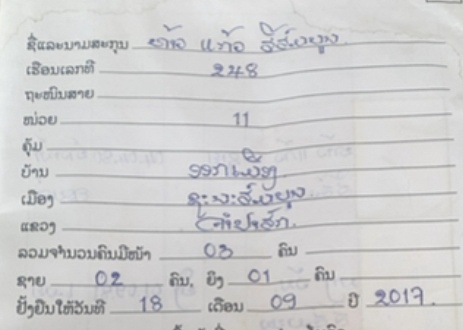 ຊື່ແລະນາມສະກຸນ ທ້າວ ແກ້ວ ສີສົມບູນ
ເຮືອນເລກທີ 248
ຖະໜົນສາຍ
ໜ່ວຍ 11
ຄຸ້ມ
ບ້ານ
ເມືອງ ຊະນະສົມບູນ
ແຂວງ ຈຳປາສັກ
ລວມຈຳນວນຄົນມີໜ້າ 03 ຄົນ
ຊາຍ 02 ຄົນ, ຍິງ 01 ຄົນ
ຢັ້ງຢືນໃຫ້ວັນທີ 18 ເດືອນ 09 ປີ 2017.